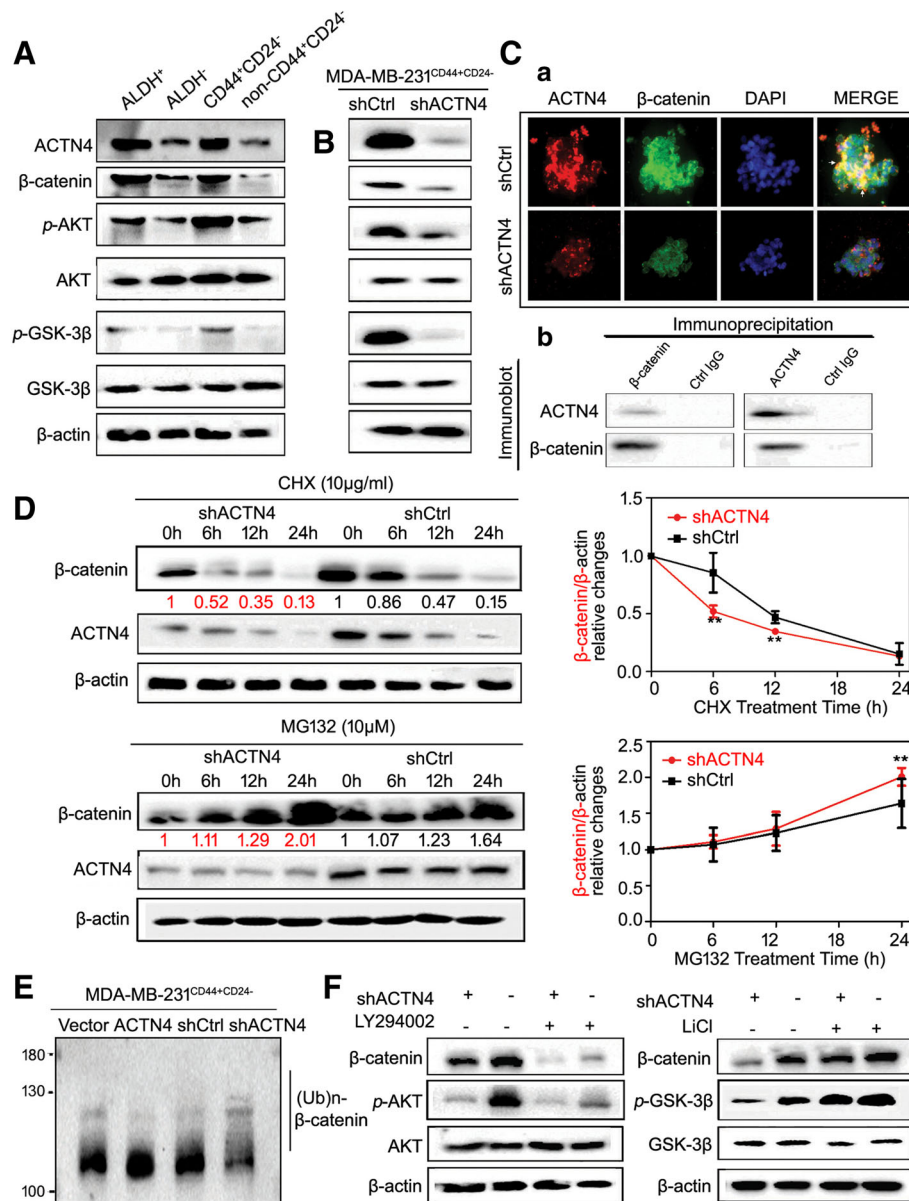 A
ALDH⁺ ALDH⁻ CD44⁺CD24⁻ non-CD44⁺CD24⁻
ACTN4
β-catenin
p-AKT
AKT
p-GSK-3β
GSK-3β
β-actin
B
MDA-MB-231CD44+CD24-
shCtrl shACTN4
C
a
ACTN4 β-catenin DAPI MERGE
shCtrl
shACTN4
b
Immunoprecipitation
β-catenin Ctrl IgG ACTN4 Ctrl IgG
Immunoblot
ACTN4
β-catenin
D
CHX (10μg/ml)
shACTN4 shCtrl
0h 6h 12h 24h 0h 6h 12h 24h
β-catenin
1 0.52 0.35 0.13 1 0.86 0.47 0.15
ACTN4
β-actin
MG132 (10μM)
shACTN4 shCtrl
0h 6h 12h 24h 0h 6h 12h 24h
β-catenin
1 1.11 1.29 2.01 1 1.07 1.23 1.64
ACTN4
β-actin
β-catenin/β-actin
relative changes
1.5
1.0
0.5
0.0
shACTN4
shCtrl
**
**
0 6 12 24
CHX Treatment Time (h)
β-catenin/β-actin
relative changes
2.5
2.0
1.5
1.0
0.5
0.0
shACTN4
shCtrl
**
0 6 12 24
MG132 Treatment Time (h)
E
MDA-MB-231CD44+CD24-
Vector ACTN4 shCtrl shACTN4
180
130
100
(Ub)n-
β-catenin
F
shACTN4 + - + -
LY294002 - - + +
β-catenin
p-AKT
AKT
β-actin
shACTN4 + - + -
LiCl - - + +
β-catenin
p-GSK-3β
GSK-3β
β-actin